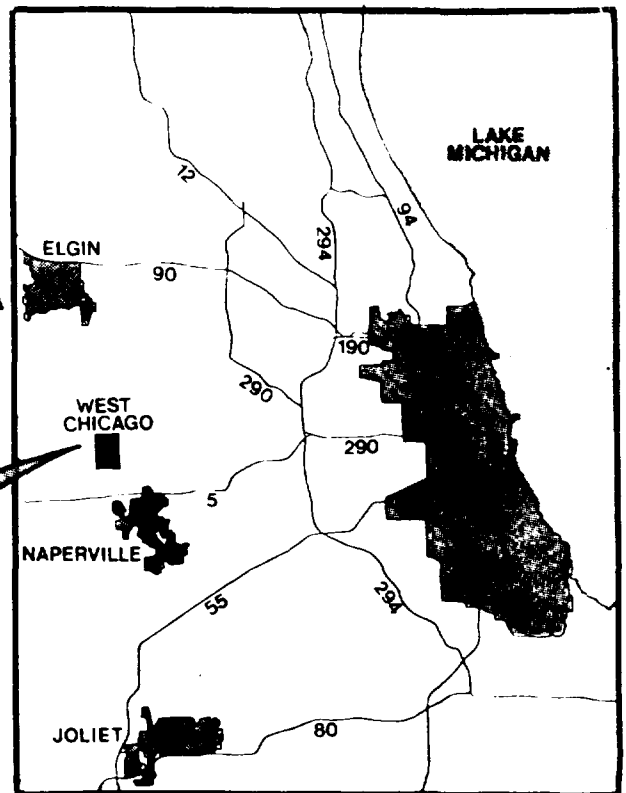 LAKE
MICHIGAN
12
94
294
ELGIN
90
190
290
WEST
CHICAGO
290
5
NAPERVILLE
294
55
JOLIET
80